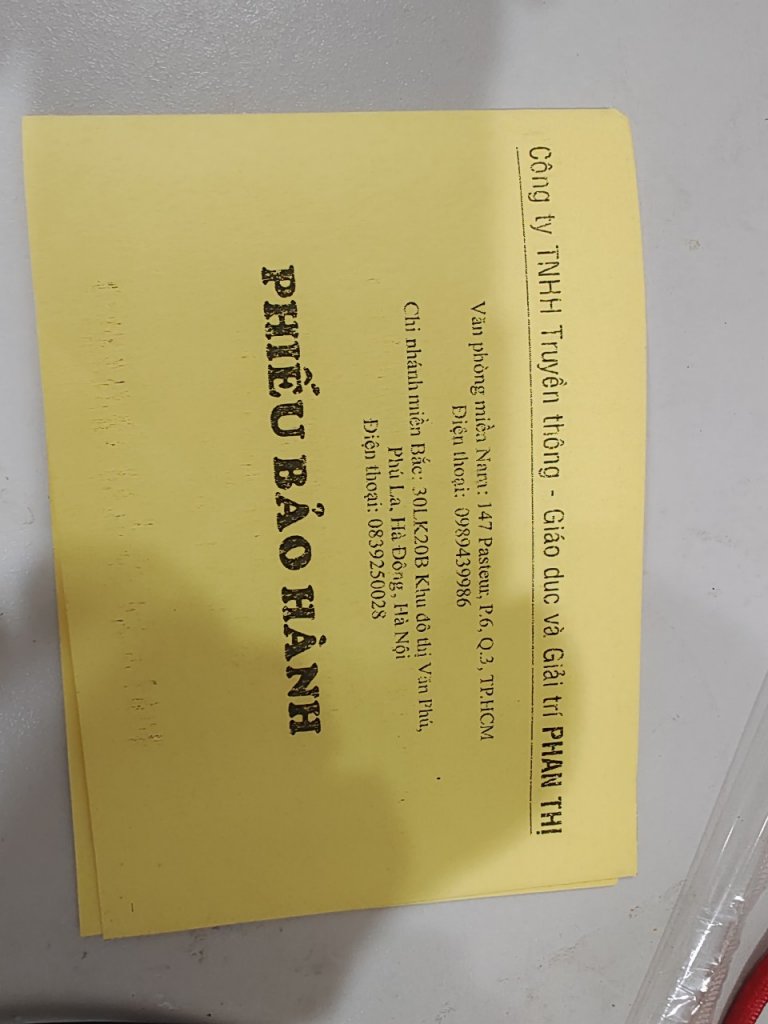 Công ty TNHH Truyền thông - Giáo dục và Giải trí PHAN THỊ
Văn phòng miền Nam: 147 Pasteur, P.6, Q.3, TP.HCM
Điện thoại: 0989439986
Chi nhánh miền Bắc: 30LK20B Khu đô thị Văn Phú,
Phú La, Hà Đông, Hà Nội
Điện thoại: 0839250028
PHIẾU BẢO HÀNH